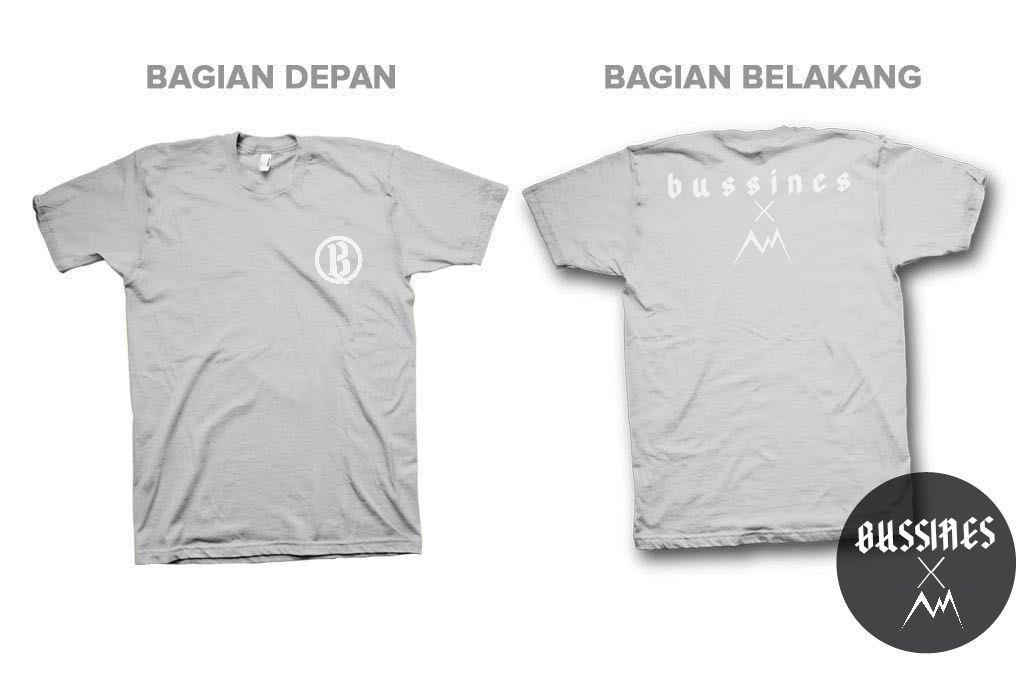 BAGIAN DEPAN
BAGIAN BELAKANG
B
bussines
X
BUSSINES
X